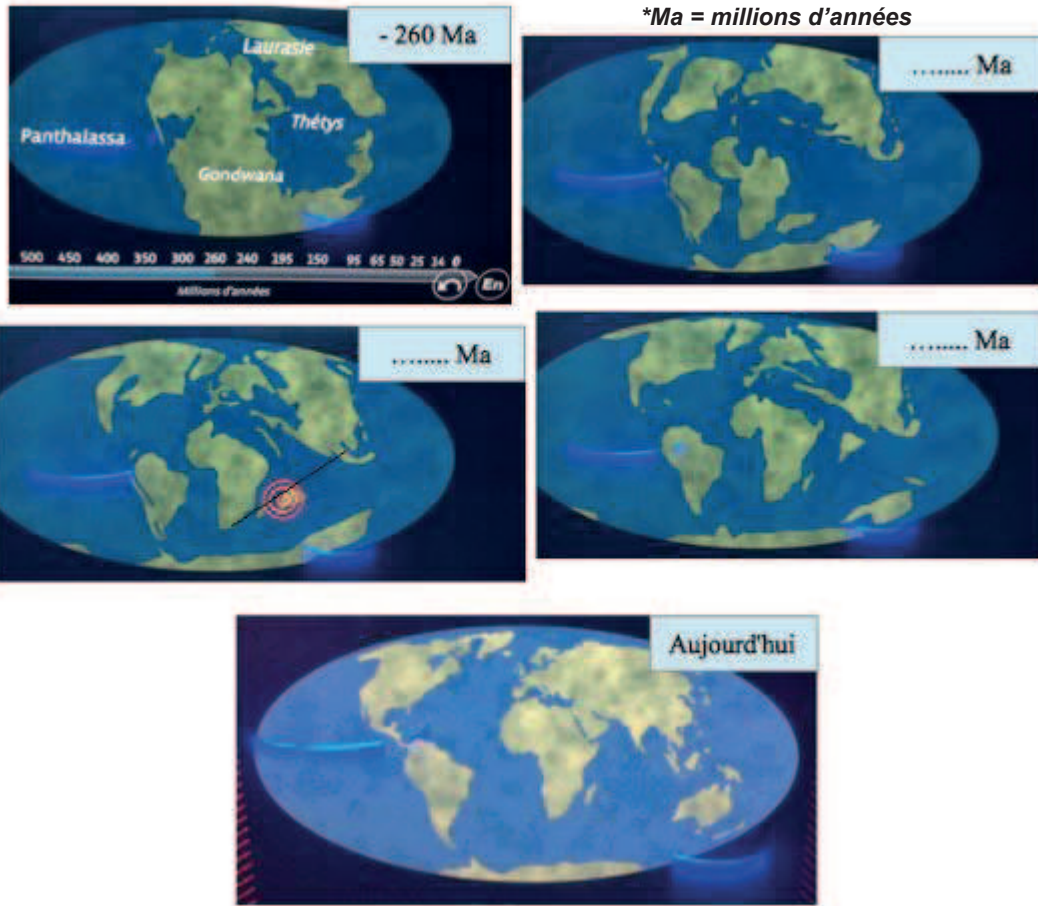 *Ma = millions d'années
- 260 Ma
Laurasie
Panthalassa
Thétys
Gondwana
500 450 400 350 300 260 240 195 150 95 65 50 25 14 0
Millions d'années
En
......... Ma
......... Ma
......... Ma
Aujourd'hui